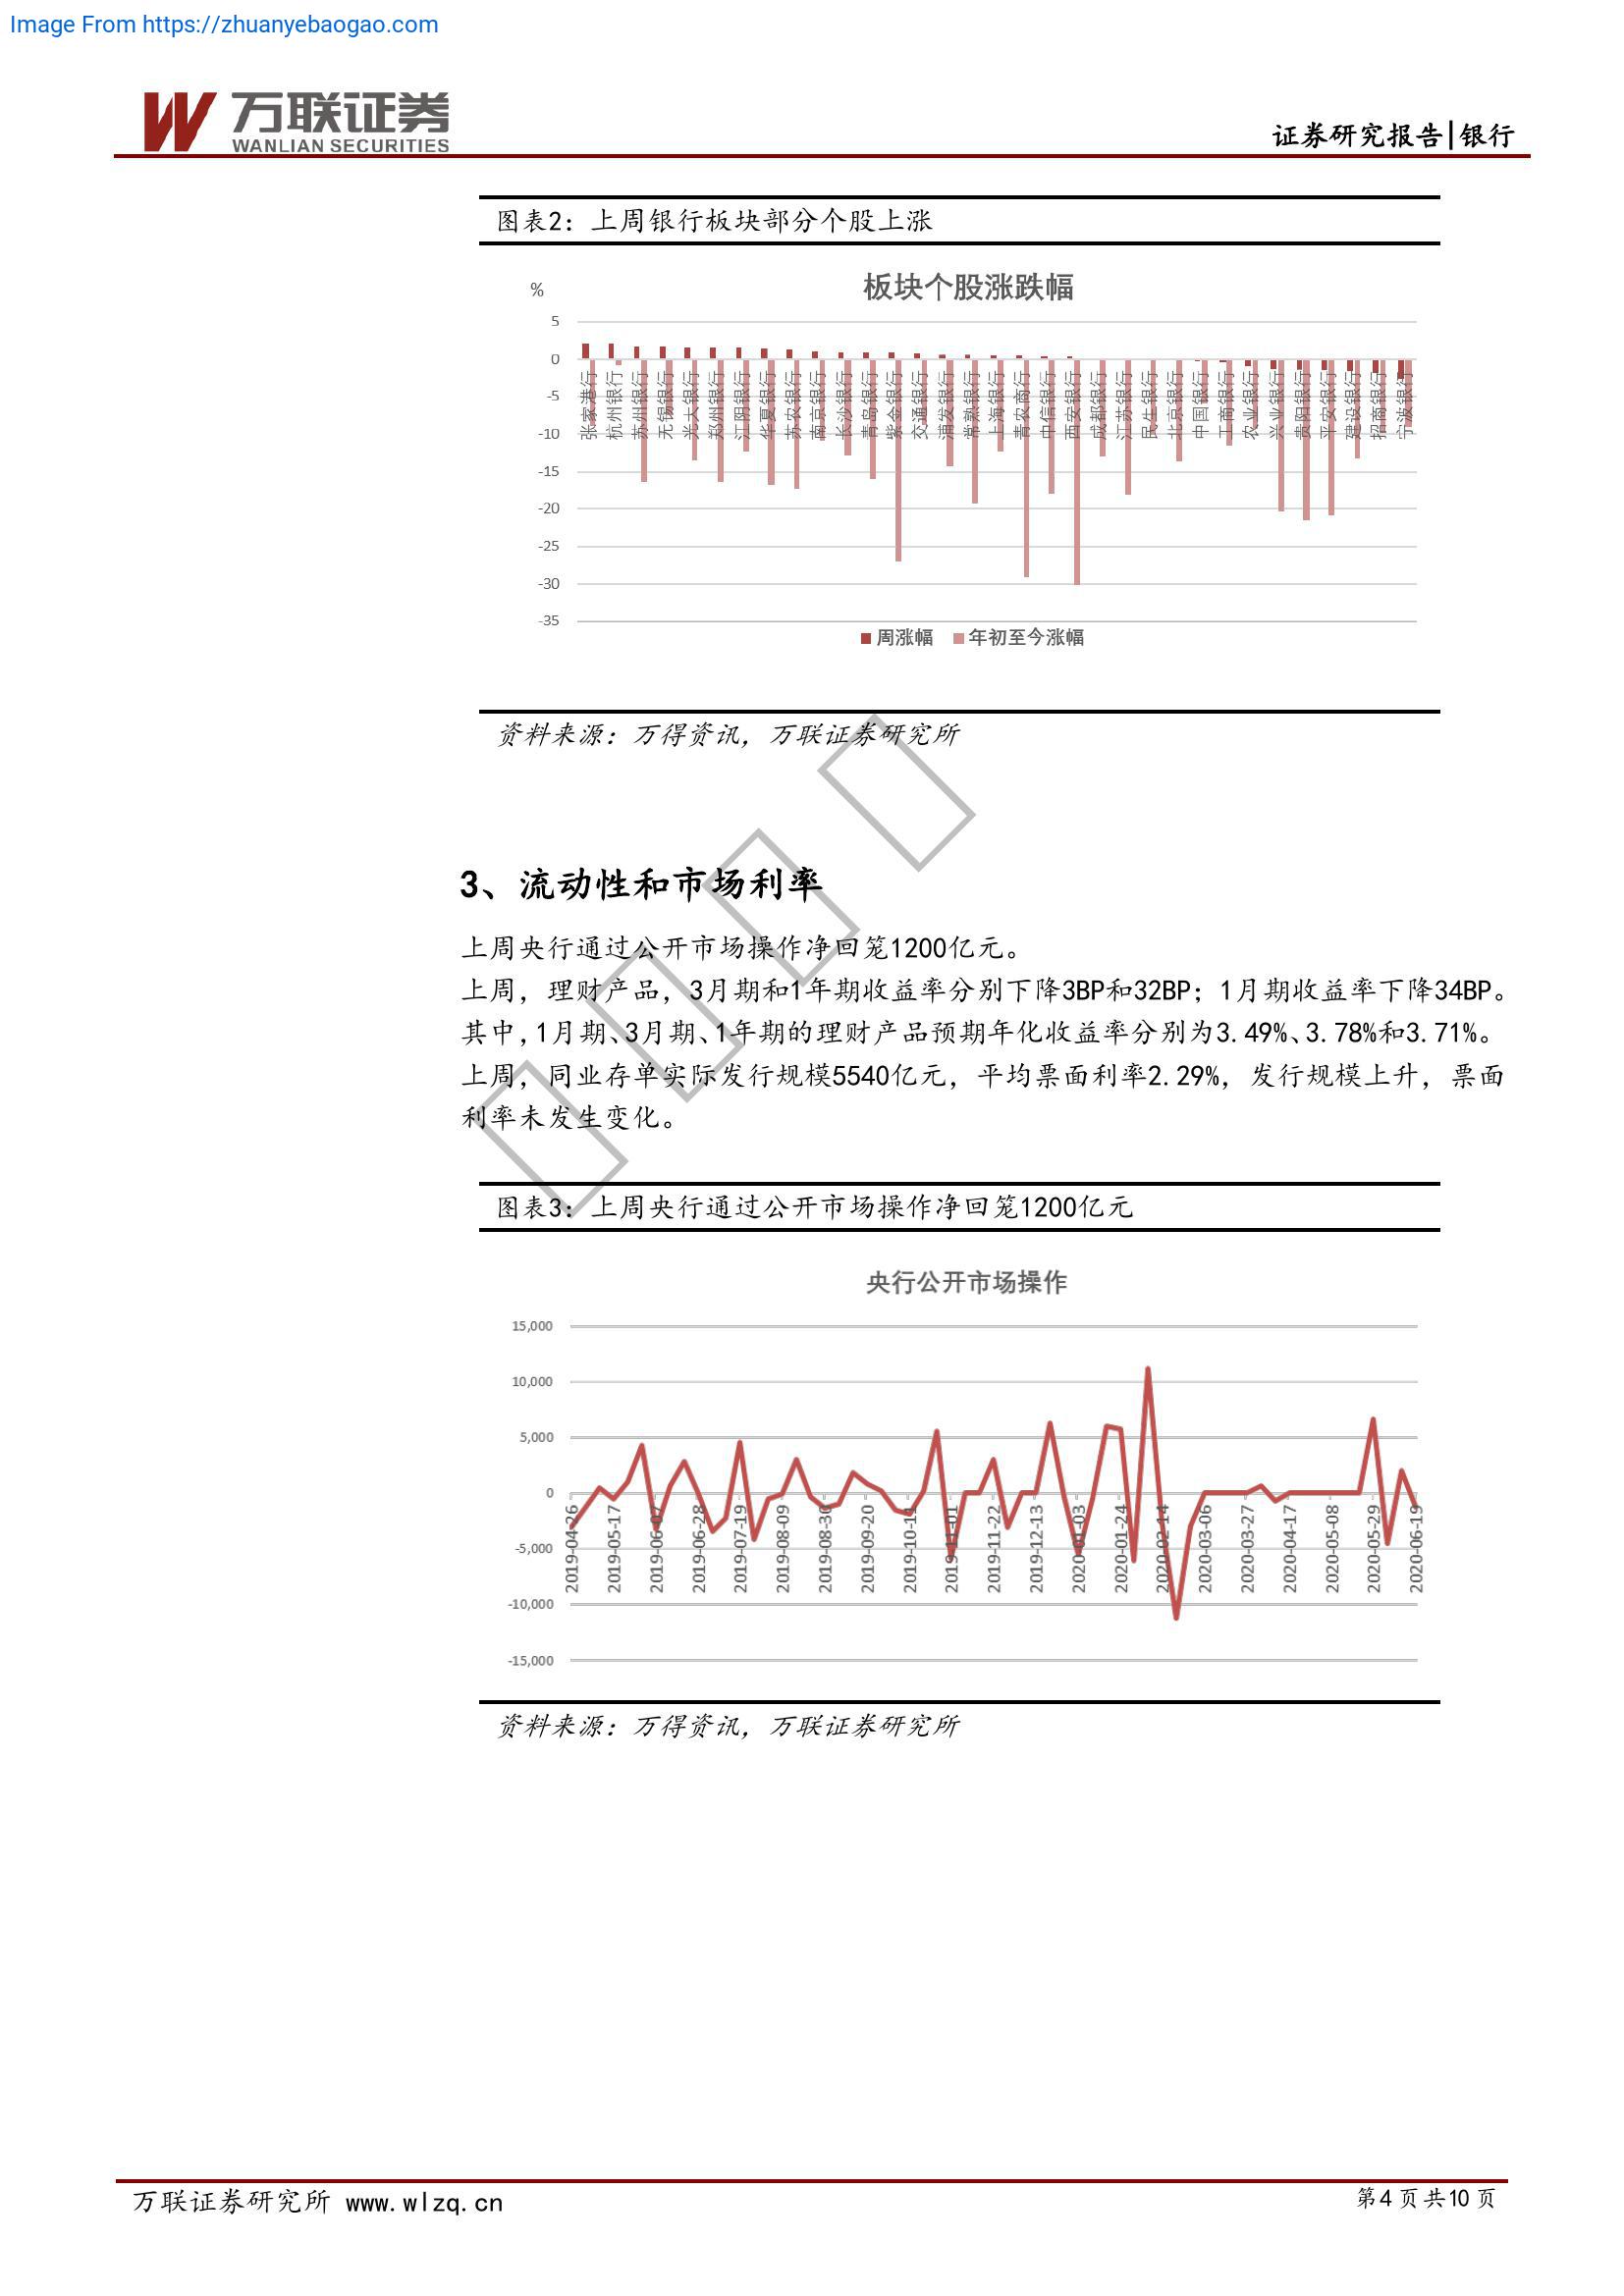 Image From https://zhuanyebaogao.com
万联证券
WANLIAN SECURITIES
证券研究报告|银行
图表2：上周银行板块部分个股上涨
板块个股涨跌幅
%
5
0
-5
-10
-15
-20
-25
-30
-35
张家港行
杭州银行
苏州银行
无锡银行
光大银行
郑州银行
江阴银行
华夏银行
苏农银行
南京银行
长沙银行
青岛银行
紫金银行
交通银行
浦发银行
常熟银行
上海银行
青农商行
中信银行
西安银行
成都银行
江苏银行
民生银行
北京银行
中国银行
工商银行
农业银行
兴业银行
贵阳银行
平安银行
建设银行
招商银行
宁波银行
周涨幅 年初至今涨幅
资料来源：万得资讯，万联证券研究所
3、流动性和市场利率
上周央行通过公开市场操作净回笼1200亿元。
上周，理财产品，3月期和1年期收益率分别下降3BP和32BP；1月期收益率下降34BP。
其中，1月期、3月期、1年期的理财产品预期年化收益率分别为3.49%、3.78%和3.71%。
上周，同业存单实际发行规模5540亿元，平均票面利率2.29%，发行规模上升，票面
利率未发生变化。
图表3：上周央行通过公开市场操作净回笼1200亿元
央行公开市场操作
15,000
10,000
5,000
0
-5,000
-10,000
-15,000
2019-04-26
2019-05-17
2019-06-07
2019-06-28
2019-07-19
2019-08-09
2019-08-30
2019-09-20
2019-10-11
2019-11-01
2019-11-22
2019-12-13
2020-01-03
2020-01-24
2020-02-14
2020-03-06
2020-03-27
2020-04-17
2020-05-08
2020-05-29
2020-06-19
资料来源：万得资讯，万联证券研究所
万联证券研究所 www.wlzq.cn
第4页共10页